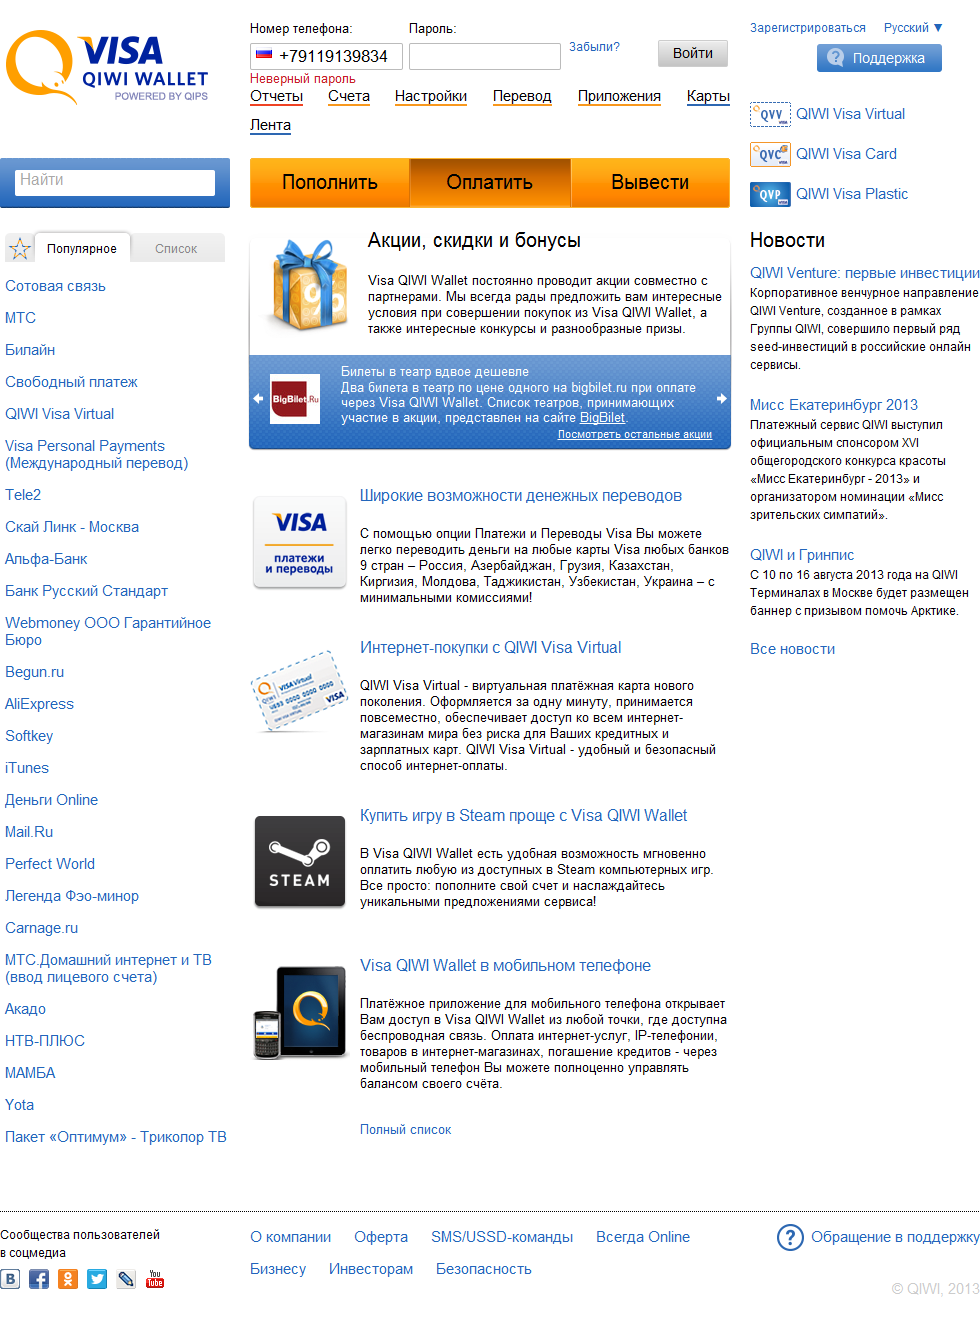 VISA
QIWI WALLET
POWERED BY QIPS
Номер телефона:
Пароль:
+79119139834
Забыли?
Войти
Неверный пароль
Отчеты Счета Настройки Перевод Приложения Карты
Лента
Зарегистрироваться Русский ▼
Поддержка
QVV VISA QIWI Visa Virtual
QVC VISA QIWI Visa Card
QVP VISA QIWI Visa Plastic
Найти
Пополнить Оплатить Вывести
Популярное Список
Сотовая связь
МТС
Билайн
Свободный платеж
QIWI Visa Virtual
Visa Personal Payments
(Международный перевод)
Tele2
Скай Линк - Москва
Альфа-Банк
Банк Русский Стандарт
Webmoney ООО Гарантийное
Бюро
Begun.ru
AliExpress
Softkey
iTunes
Деньги Online
Mail.Ru
Perfect World
Легенда Фэо-минор
Carnage.ru
МТС.Домашний интернет и ТВ
(ввод лицевого счета)
Акадо
НТВ-ПЛЮС
МАМБА
Yota
Пакет «Оптимум» - Триколор ТВ
Акции, скидки и бонусы
Visa QIWI Wallet постоянно проводит акции совместно с
партнерами. Мы всегда рады предложить вам интересные
условия при совершении покупок из Visa QIWI Wallet, а
также интересные конкурсы и разнообразные призы.
BigBilet.Ru
Билеты в театр вдвое дешевле
Два билета в театр по цене одного на bigbilet.ru при оплате
через Visa QIWI Wallet. Список театров, принимающих
участие в акции, представлен на сайте BigBilet.
Посмотреть остальные акции
VISA
платежи
и переводы
Широкие возможности денежных переводов
С помощью опции Платежи и Переводы Visa Вы можете
легко переводить деньги на любые карты Visa любых банков
9 стран – Россия, Азербайджан, Грузия, Казахстан,
Киргизия, Молдова, Таджикистан, Узбекистан, Украина – с
минимальными комиссиями!
Интернет-покупки с QIWI Visa Virtual
QIWI Visa Virtual - виртуальная платёжная карта нового
поколения. Оформляется за одну минуту, принимается
повсеместно, обеспечивает доступ ко всем интернет-
магазинам мира без риска для Ваших кредитных и
зарплатных карт. QIWI Visa Virtual - удобный и безопасный
способ интернет-оплаты.
STEAM
Купить игру в Steam проще с Visa QIWI Wallet
В Visa QIWI Wallet есть удобная возможность мгновенно
оплатить любую из доступных в Steam компьютерных игр.
Все просто: пополните свой счет и наслаждайтесь
уникальными предложениями сервиса!
Visa QIWI Wallet в мобильном телефоне
Платёжное приложение для мобильного телефона открывает
Вам доступ в Visa QIWI Wallet из любой точки, где доступна
беспроводная связь. Оплата интернет-услуг, IP-телефонии,
товаров в интернет-магазинах, погашение кредитов - через
мобильный телефон Вы можете полноценно управлять
балансом своего счёта.
Полный список
Новости
QIWI Venture: первые инвестиции
Корпоративное венчурное направление
QIWI Venture, созданное в рамках
Группы QIWI, совершило первый ряд
seed-инвестиций в российские онлайн
сервисы.
Мисс Екатеринбург 2013
Платежный сервис QIWI выступил
официальным спонсором XVI
общегородского конкурса красоты
«Мисс Екатеринбург - 2013» и
организатором номинации «Мисс
зрительских симпатий».
QIWI и Гринпис
С 10 по 16 августа 2013 года на QIWI
Терминалах в Москве будет размещен
баннер с призывом помочь Арктике.
Все новости
Сообщества пользователей
в соцмедиа
You Tube
О компании Оферта SMS/USSD-команды Всегда Online
Бизнесу Инвесторам Безопасность
? Обращение в поддержку
© QIWI, 2013